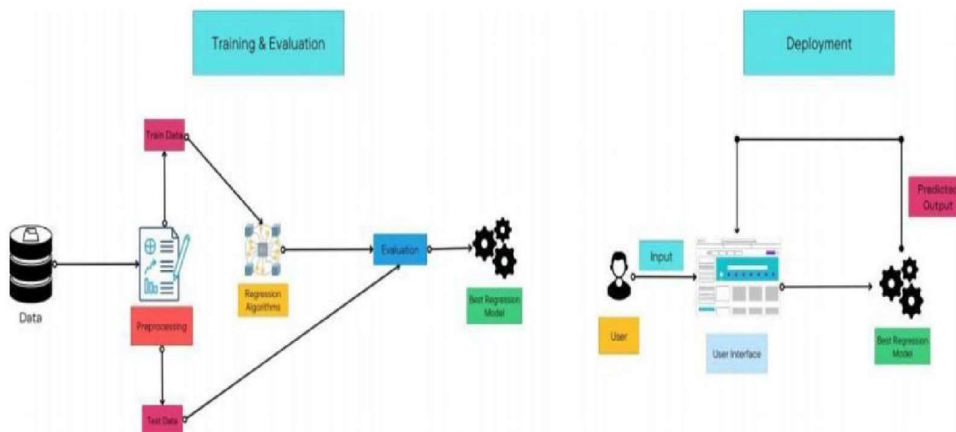 Training & Evaluation
Deployment
Train Data
Data
Preprocessing
Regression
Algorithms
Evaluation
Best Regression
Model
Test Data
Input
User
User Interface
Predicted
Output
Best Regression
Model